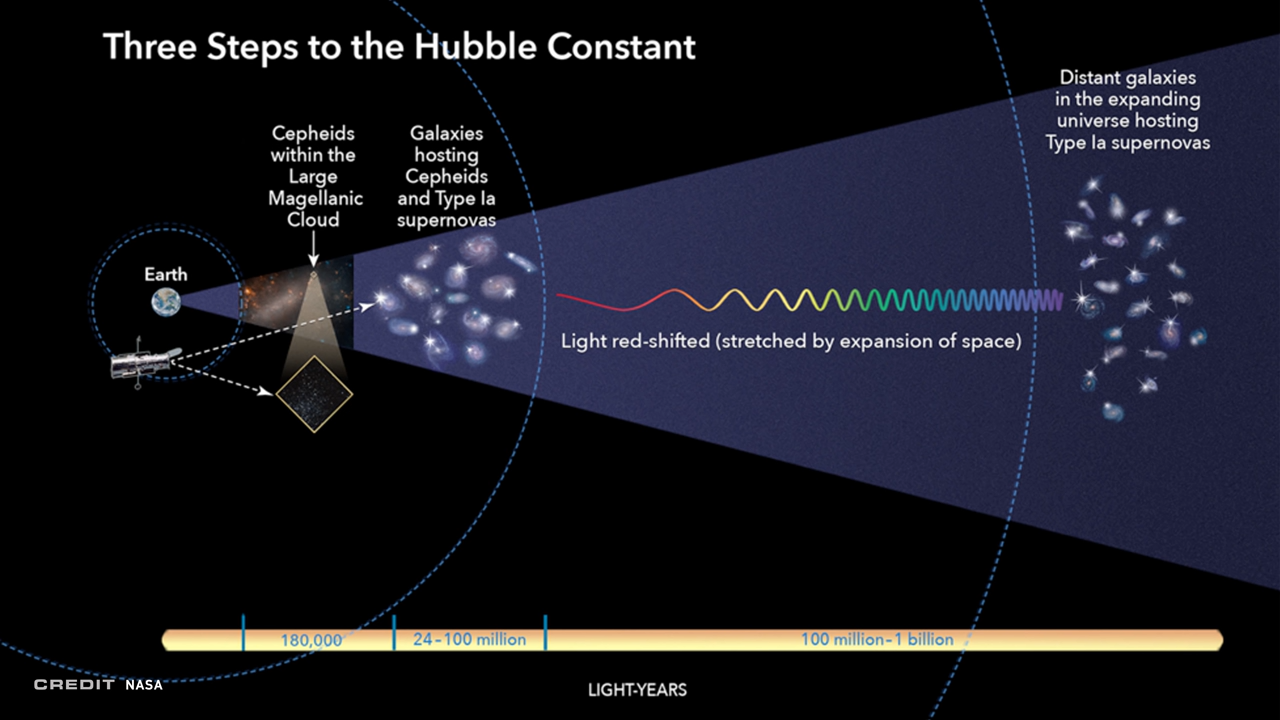 Three Steps to the Hubble Constant
Distant galaxies
in the expanding
universe hosting
Type Ia supernovas
Cepheids
within the
Large
Magellanic
Cloud
Galaxies
hosting
Cepheids
and Type Ia
supernovas
Earth
Light red-shifted (stretched by expansion of space)
180,000
24–100 million
100 million–1 billion
LIGHT-YEARS
CREDIT NASA